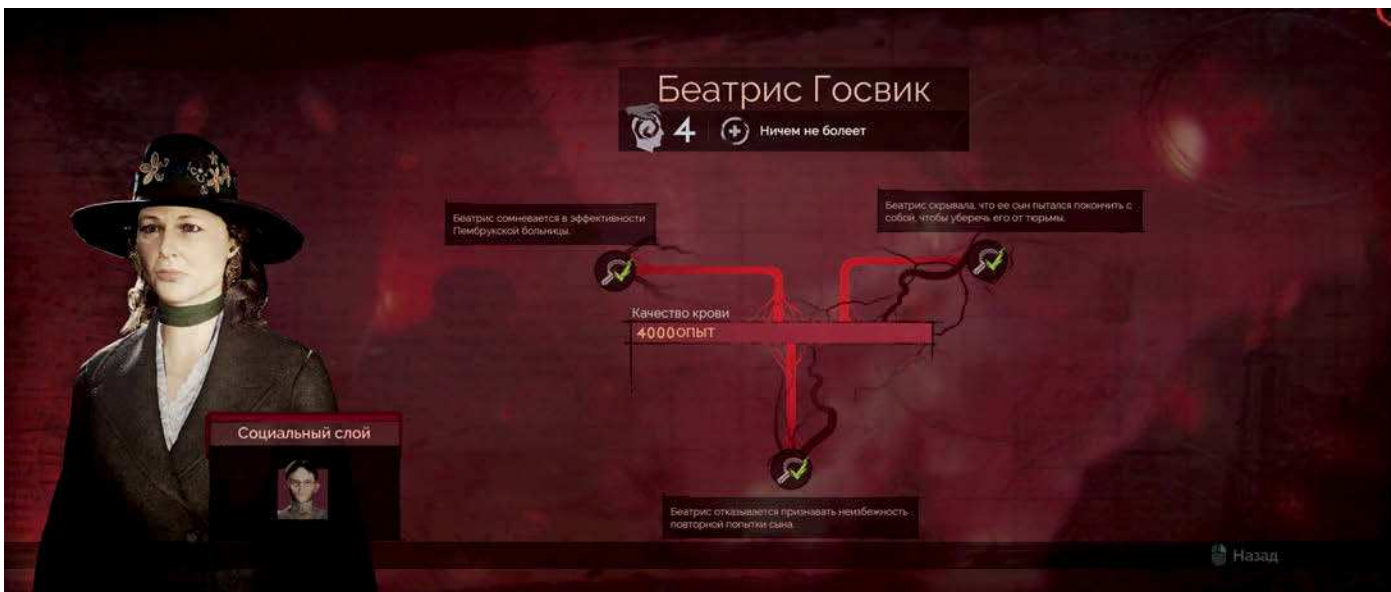 Беатрис Госвик
4 Ничем не болеет
Беатрис сомневается в эффективности
Пембрукской больницы.
Беатрис скрывала, что ее сын пытался покончить с
собой, чтобы уберечь его от тюрьмы.
Качество крови
4000ОПЫТ
Социальный слой
Беатрис отказывается признавать неизбежность
повторной попытки сына.
Назад